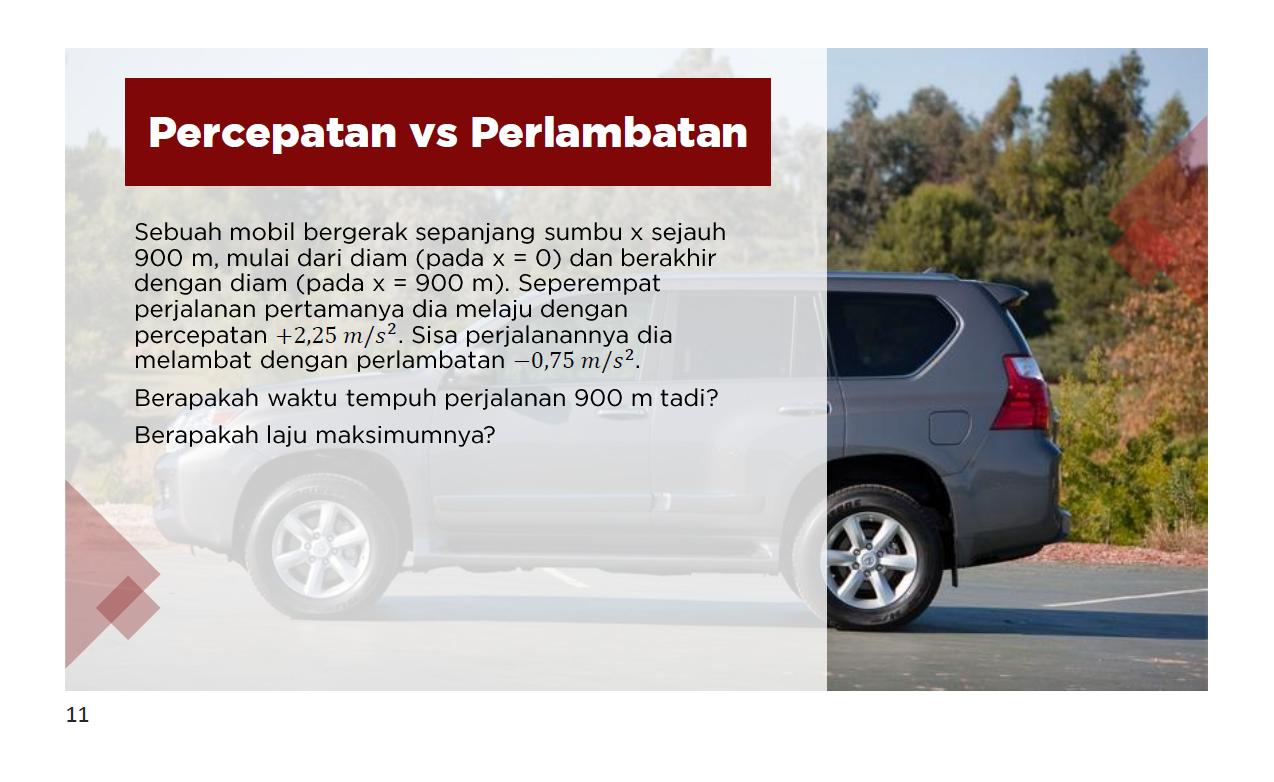 Percepatan vs Perlambatan
Sebuah mobil bergerak sepanjang sumbu x sejauh
900 m, mulai dari diam (pada x = 0) dan berakhir
dengan diam (pada x = 900 m). Seperempat
perjalanan pertamanya dia melaju dengan
percepatan +2,25 m/s². Sisa perjalanannya dia
melambat dengan perlambatan −0,75 m/s².
Berapakah waktu tempuh perjalanan 900 m tadi?
Berapakah laju maksimumnya?
11